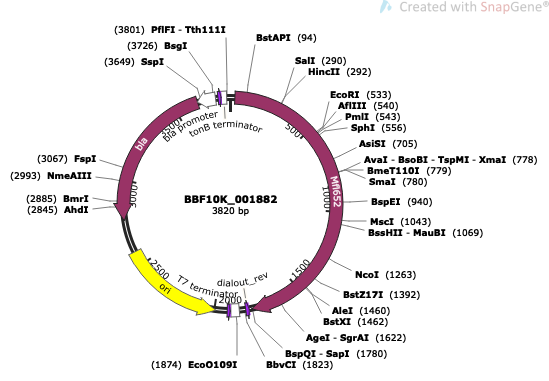 Created with SnapGene®
(3801) PflFI - Tth111I
(3726) BsgI
(3649) SspI
BstAPI (94)
SalI (290)
HincII (292)
EcoRI (533)
AflIII (540)
PmlI (543)
SphI (556)
AsiSI (705)
AvaI - BsoBI - TspMI - XmaI (778)
BmeT110I (779)
SmaI (780)
BspEI (940)
MscI (1043)
BssHII - MauBI (1069)
NcoI (1263)
BstZ17I (1392)
AleI (1460)
BstXI (1462)
AgeI - SgrAI (1622)
BspQI - SapI (1780)
BbvCI (1823)
(1874) EcoO109I
(3067) FspI
(2993) NmeAIII
(2885) BmrI
(2845) AhdI
bla promoter
tonB terminator
bla
3500
500
3000
1000
BBF10K_001882
3820 bp
2500
ori
T7 terminator
2000
dialout_rev
1500